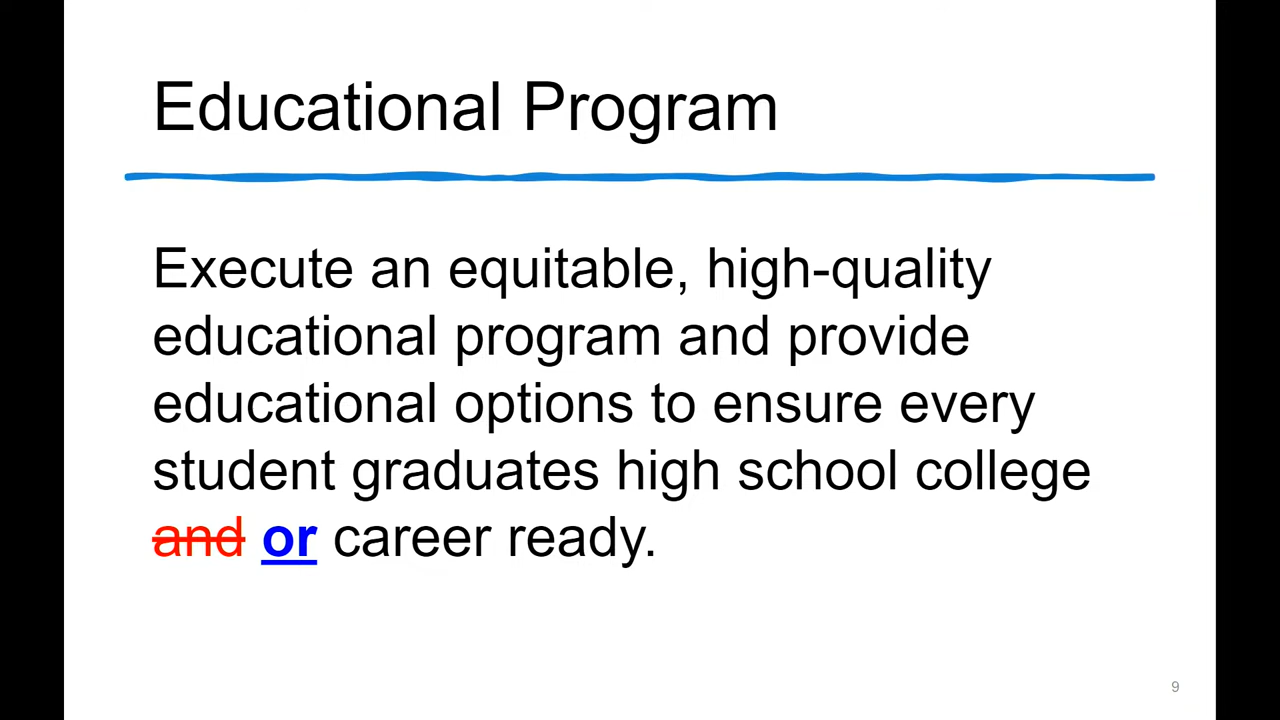 Educational Program
Execute an equitable, high-quality
educational program and provide
educational options to ensure every
student graduates high school college
and or career ready.
9